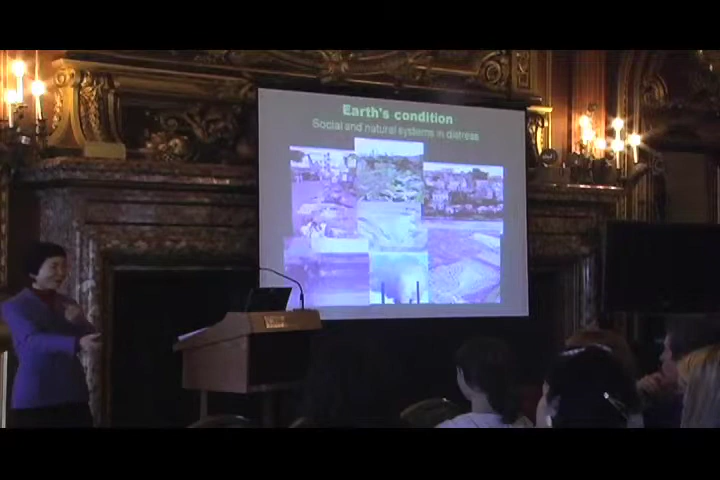 Earth's condition
Social and natural systems in distress